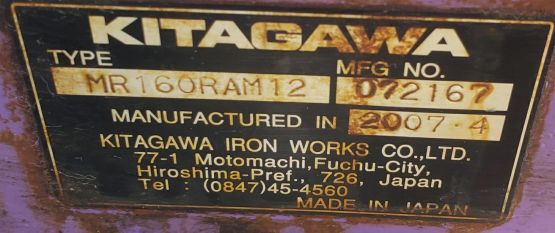 KITAGAWA
TYPE MFG NO.
MR160RAM12 072167
MANUFACTURED IN 2007.4
KITAGAWA IRON WORKS CO.,LTD.
77-1 Motomachi,Fuchu-City,
Hiroshima-Pref., 726, Japan
Tel : (0847)45-4560
MADE IN JAPAN